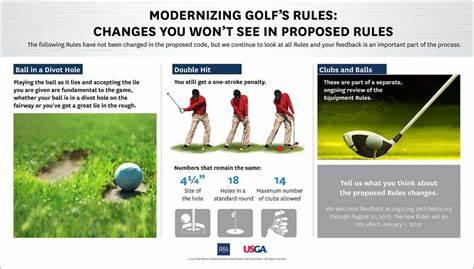 MODERNIZING GOLF'S RULES:
CHANGES YOU WON'T SEE IN PROPOSED RULES
The following Rules have not been changed in the proposed code, but we continue to look at all Rules and your feedback is an important part of the process.
Ball in a Divot Hole
Playing the ball as it lies and accepting the lie
you are given are fundamental to the game,
whether your ball is in a divot hole on the
fairway or you've got a great lie in the rough.
Double Hit
You still get a one-stroke penalty.
Numbers that remain the same:
4¼"
Size of
the hole
18
Holes in a
standard round
14
Maximum number
of clubs allowed
Clubs and Balls
These are part of a separate,
ongoing review of the
Equipment Rules.
Tell us what you think about
the proposed Rules changes.
We welcome feedback at usga.org and randa.org
through August 31, 2017. The new Rules will
go into effect January 1, 2019.
R&A
USGA